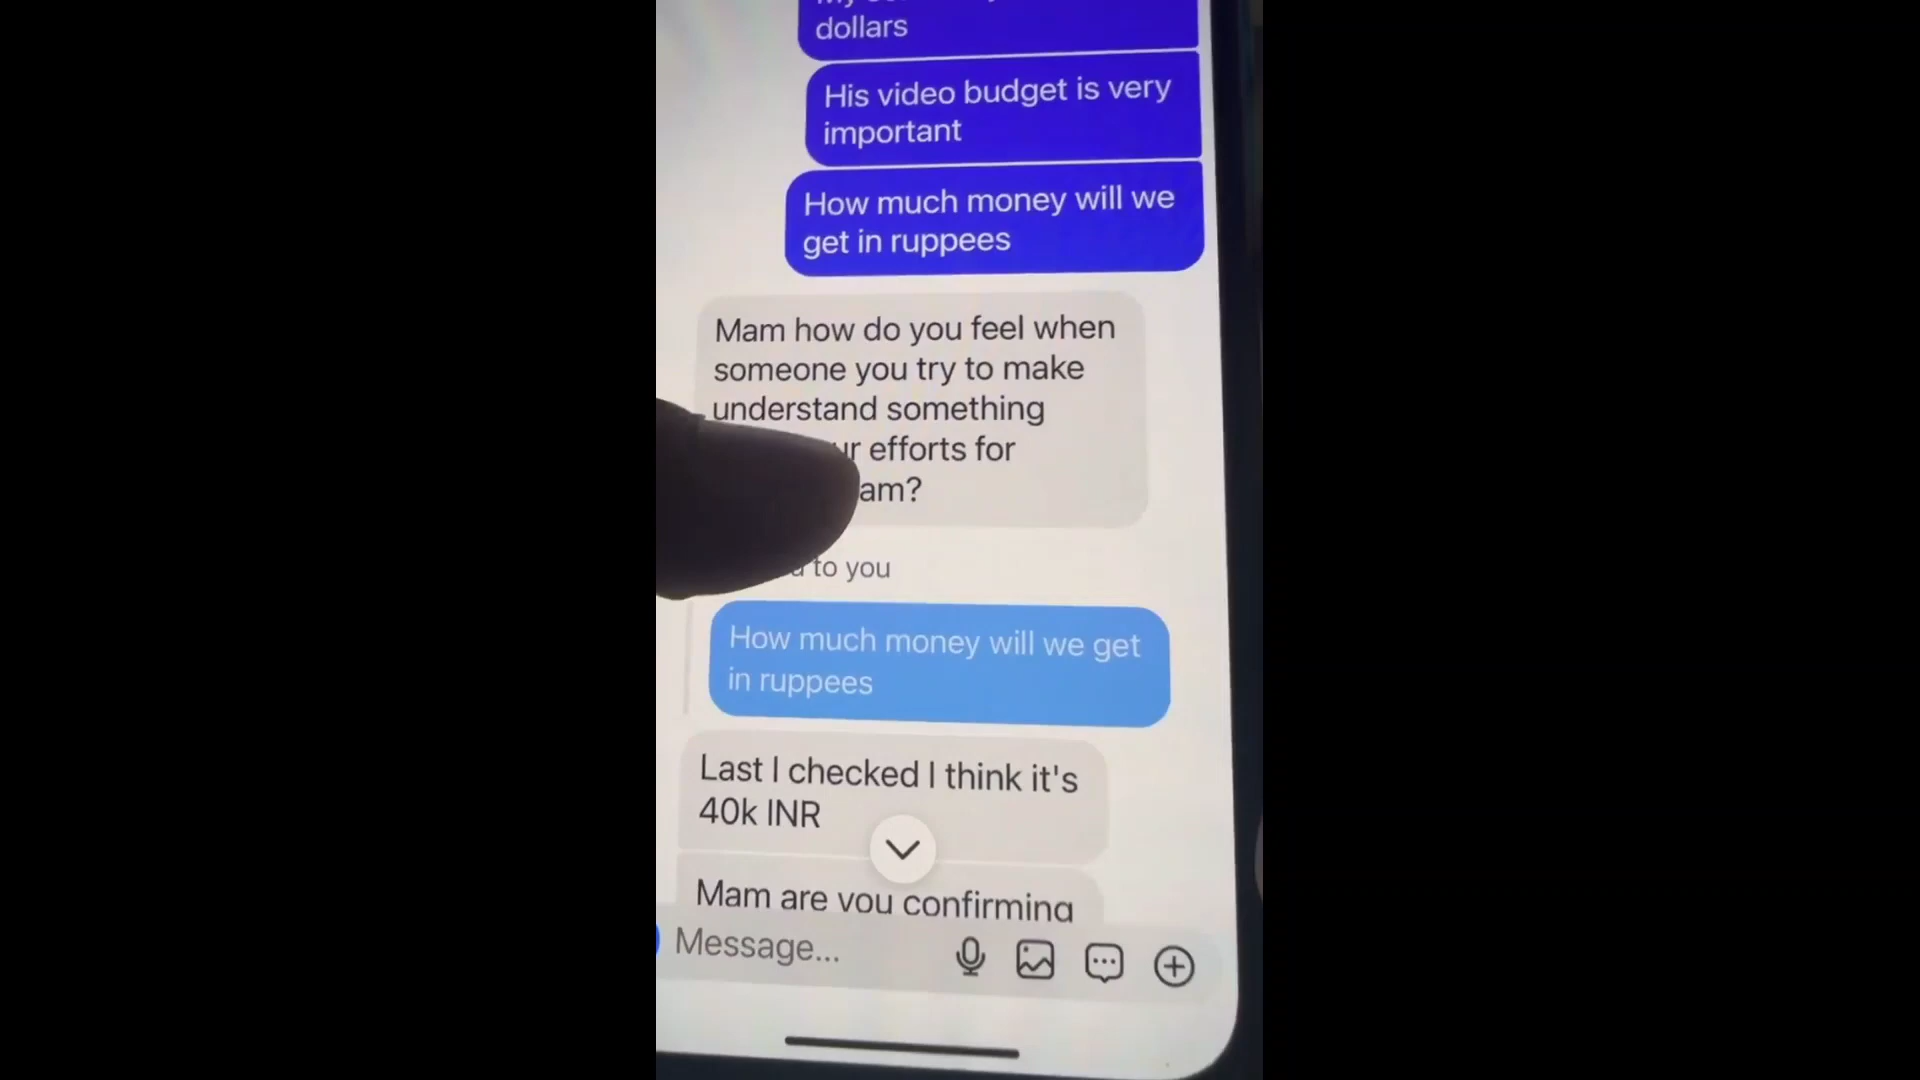 dollars
His video budget is very
important
How much money will we
get in ruppees
Mam how do you feel when
someone you try to make
understand something
efforts for
to you
How much money will we get
in ruppees
Last I checked I think it's
40k INR
Mam are you confirming
Message...